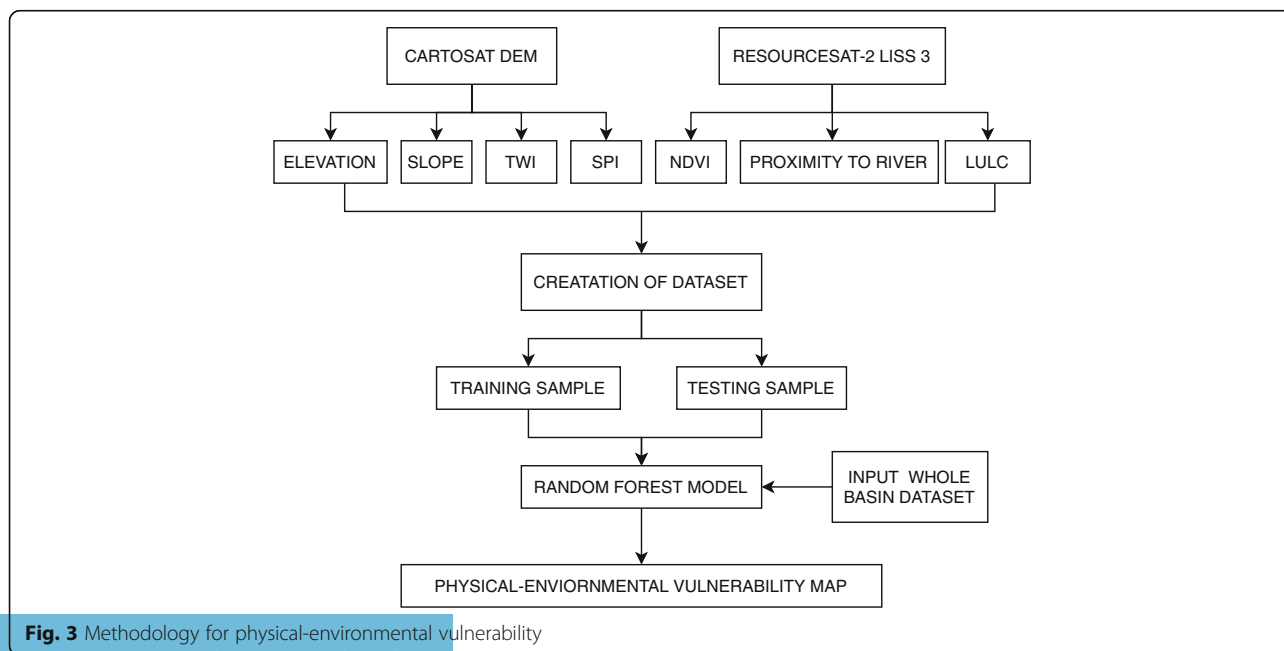 CARTOSAT DEM
RESOURCESAT-2 LISS 3
ELEVATION
SLOPE
TWI
SPI
NDVI
PROXIMITY TO RIVER
LULC
CREATATION OF DATASET
TRAINING SAMPLE
TESTING SAMPLE
RANDOM FOREST MODEL
INPUT WHOLE
BASIN DATASET
PHYSICAL-ENVIORNMENTAL VULNERABILITY MAP
Fig. 3 Methodology for physical-environmental vulnerability